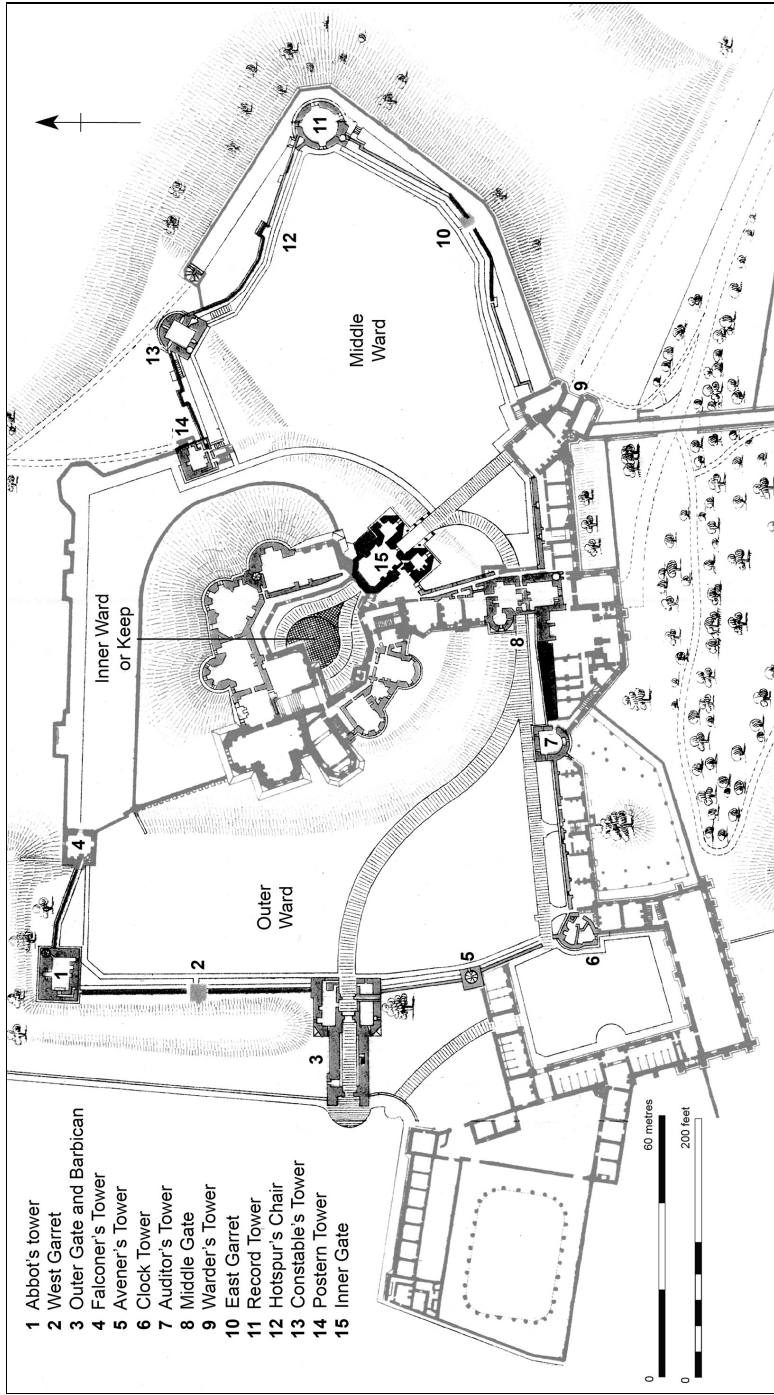 1 Abbot's tower
2 West Garret
3 Outer Gate and Barbican
4 Falconer's Tower
5 Avener's Tower
6 Clock Tower
7 Auditor's Tower
8 Middle Gate
9 Warder's Tower
10 East Garret
11 Record Tower
12 Hotspur's Chair
13 Constable's Tower
14 Postern Tower
15 Inner Gate
1
2
3
4
5
6
7
8
9
10
11
12
13
14
15
Outer
Ward
Inner Ward
or Keep
Middle
Ward
0
60 metres
0
200 feet